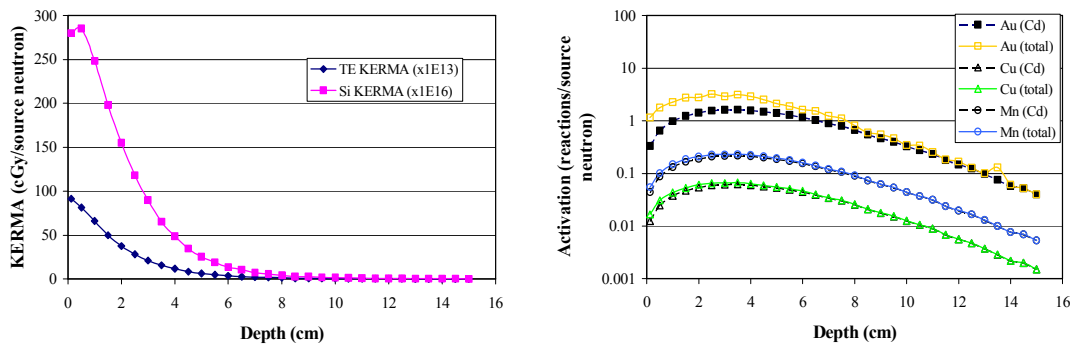 KERMA (cGy/source neutron)
300
250
200
150
100
50
0
TE KERMA (x1E13)
Si KERMA (x1E16)
0 2 4 6 8 10 12 14 16
Depth (cm)
Activation (reactions/source
neutron)
100
10
1
0.1
0.01
0.001
Au (Cd)
Au (total)
Cu (Cd)
Cu (total)
Mn (Cd)
Mn (total)
0 2 4 6 8 10 12 14 16
Depth (cm)